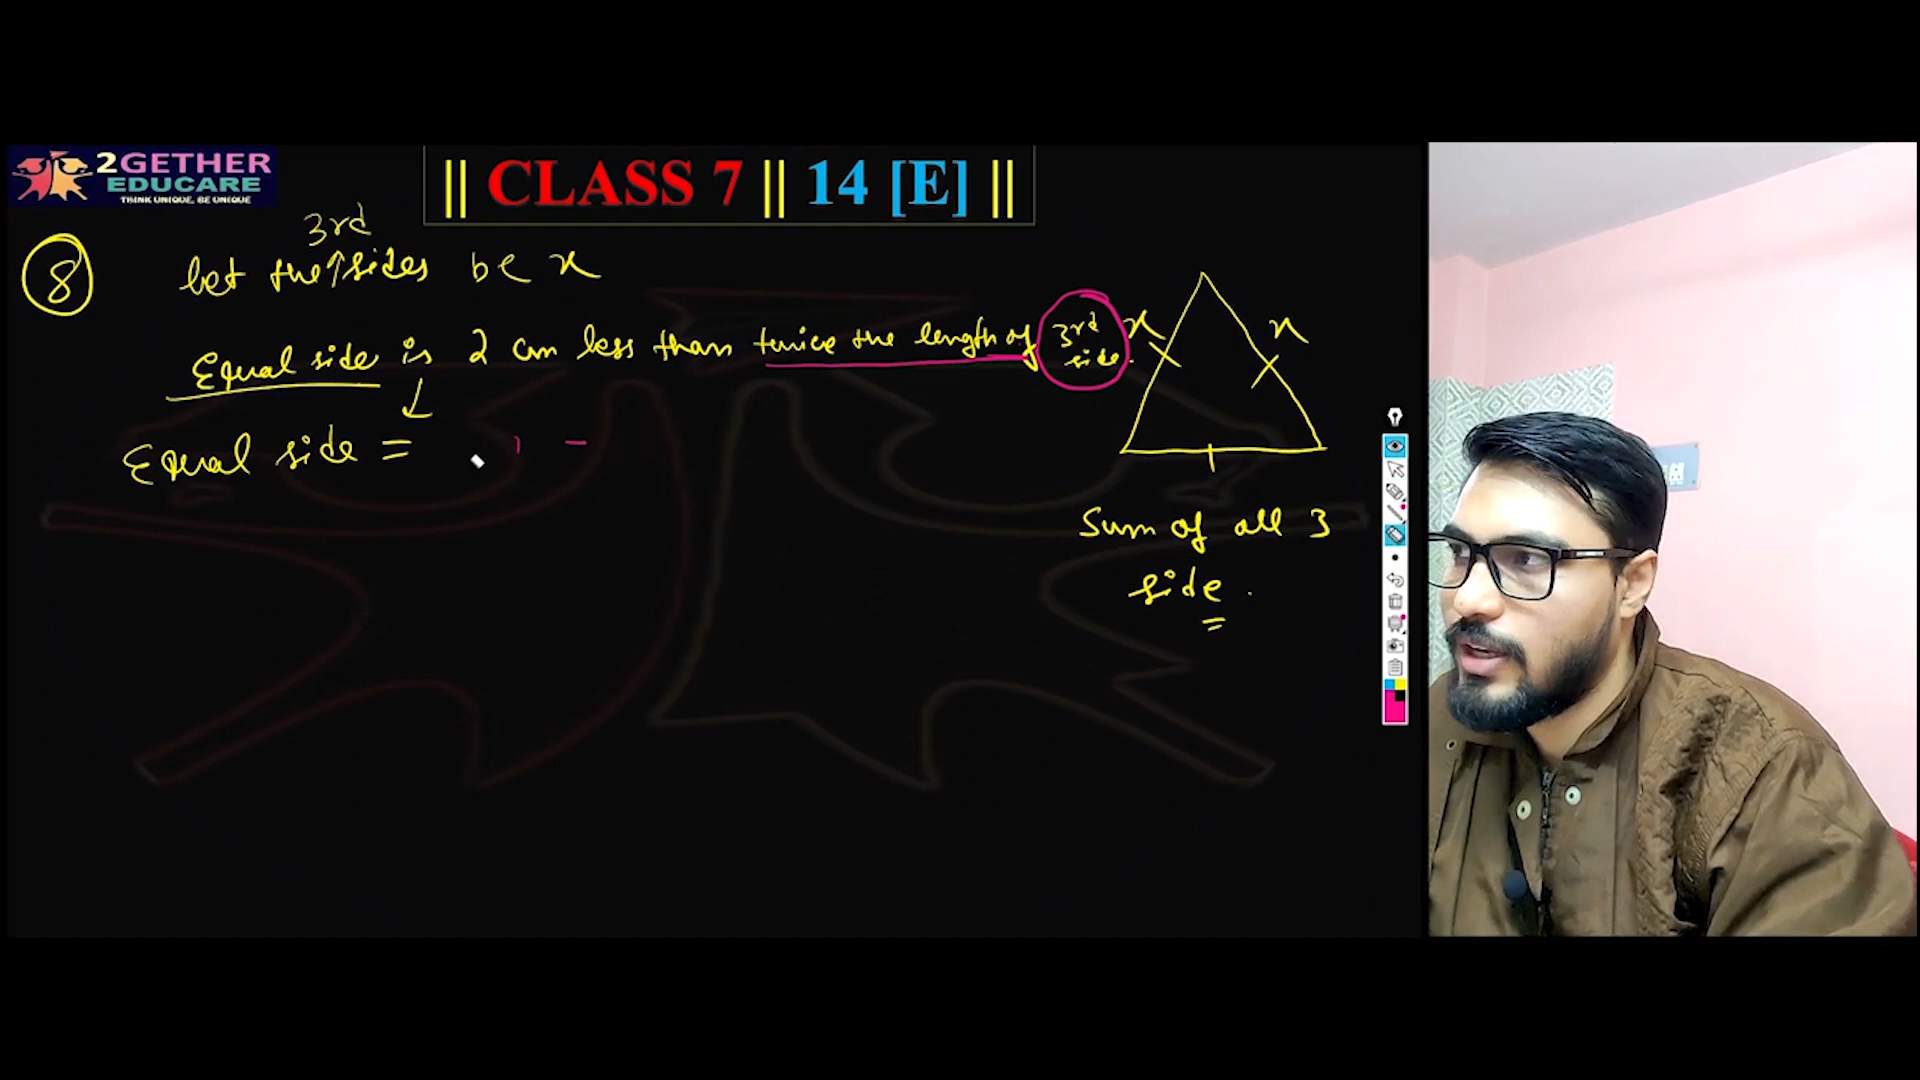 2GETHER
EDUCARE
THINK UNIQUE, BE UNIQUE
|| CLASS 7 || 14 [E] ||
3rd
8 let the sides be x
Equal side is 2 cm less than twice the length of 3rd side.
Equal side =
x x
Sum of all 3
side.